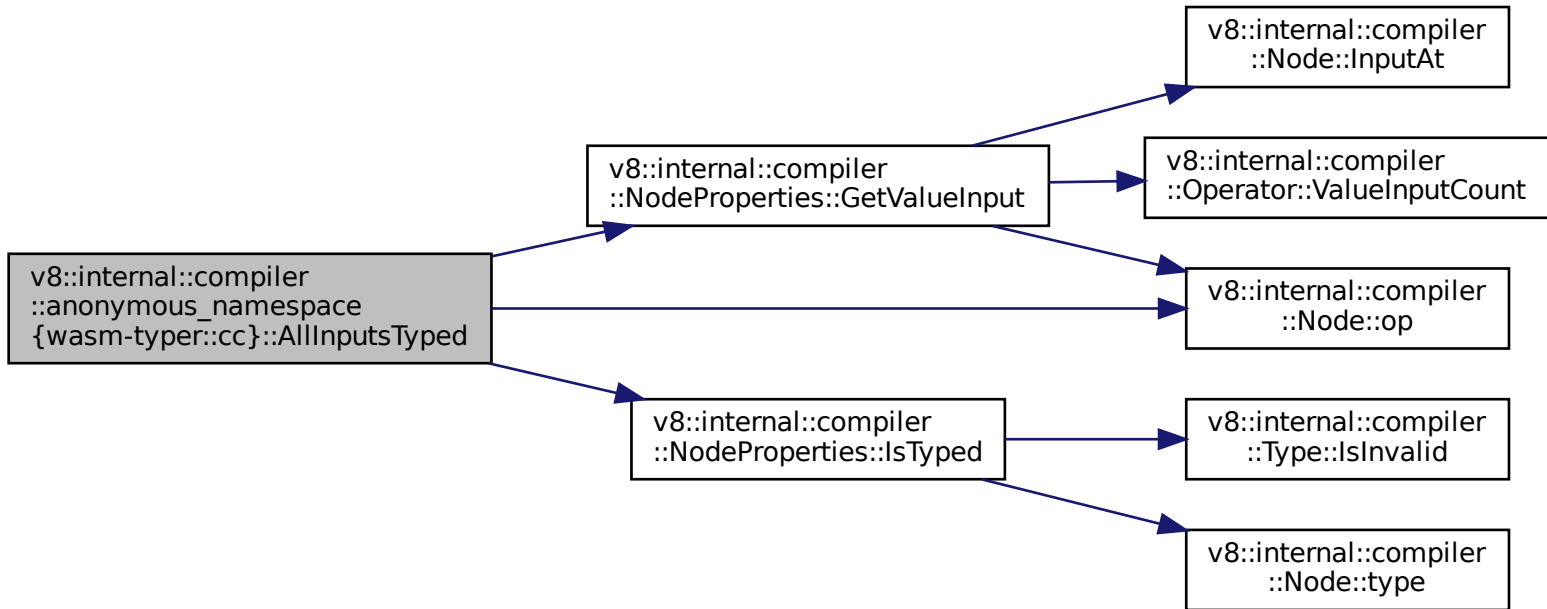 v8::internal::compiler
::anonymous_namespace
{wasm-typer::cc}::AllInputsTyped
v8::internal::compiler
::NodeProperties::GetValueInput
v8::internal::compiler
::NodeProperties::IsTyped
v8::internal::compiler
::Node::InputAt
v8::internal::compiler
::Operator::ValueInputCount
v8::internal::compiler
::Node::op
v8::internal::compiler
::Type::IsInvalid
v8::internal::compiler
::Node::type